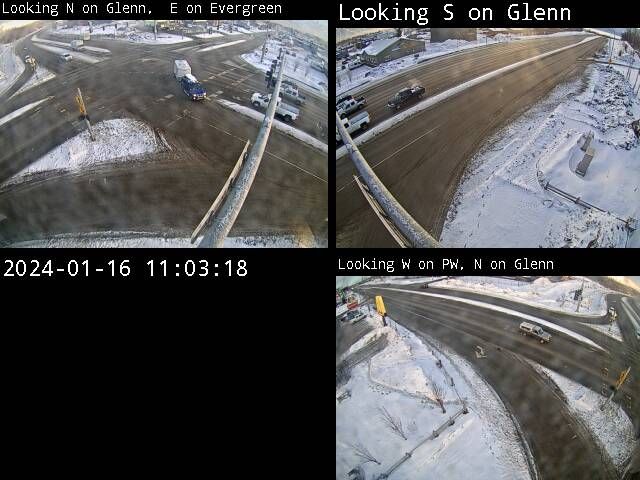 Looking N on Glenn,  E on Evergreen
Looking S on Glenn
2024-01-16 11:03:18
Looking W on PW, N on Glenn